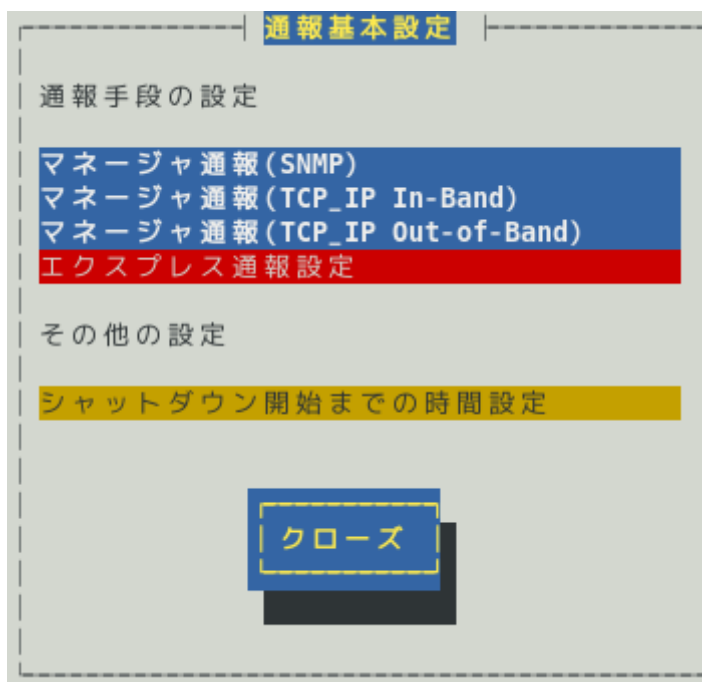 通報基本設定
通報手段の設定
マネージャ通報(SNMP)
マネージャ通報(TCP_IP In-Band)
マネージャ通報(TCP_IP Out-of-Band)
エクスプレス通報設定
その他の設定
シャットダウン開始までの時間設定
クローズ